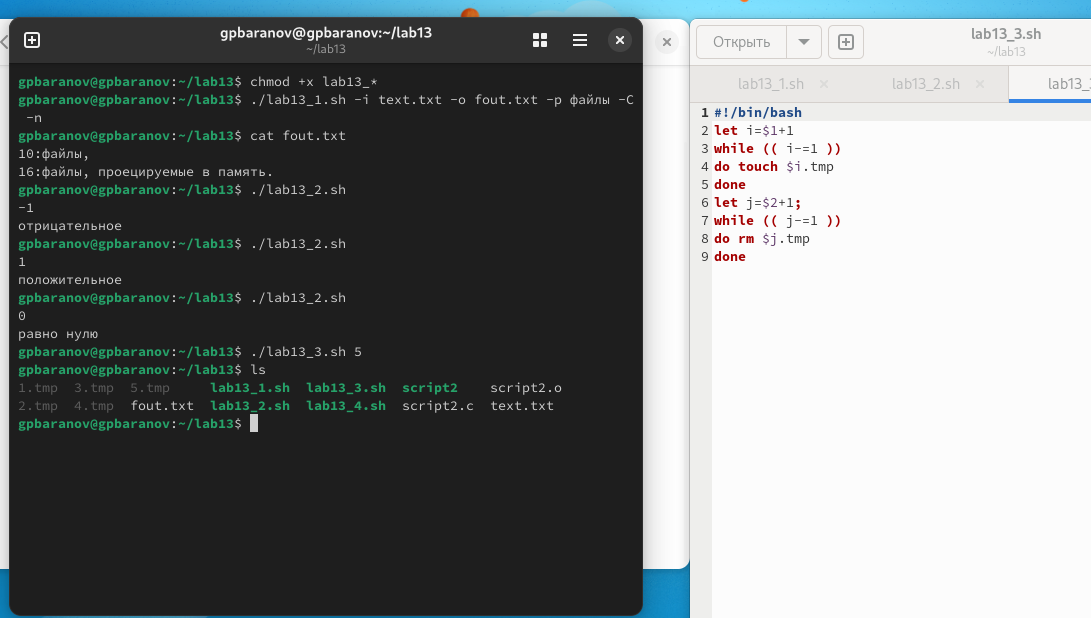 gpbaranov@gpbaranov:~/lab13
~/lab13
gpbaranov@gpbaranov:~/lab13$ chmod +x lab13_*
gpbaranov@gpbaranov:~/lab13$ ./lab13_1.sh -i text.txt -o fout.txt -p файлы -C
-n
gpbaranov@gpbaranov:~/lab13$ cat fout.txt
10:файлы,
16:файлы, проецируемые в память.
gpbaranov@gpbaranov:~/lab13$ ./lab13_2.sh
-1
отрицательное
gpbaranov@gpbaranov:~/lab13$ ./lab13_2.sh
1
положительное
gpbaranov@gpbaranov:~/lab13$ ./lab13_2.sh
0
равно нулю
gpbaranov@gpbaranov:~/lab13$ ./lab13_3.sh 5
gpbaranov@gpbaranov:~/lab13$ ls
1.tmp 3.tmp 5.tmp lab13_1.sh lab13_3.sh script2 script2.o
2.tmp 4.tmp fout.txt lab13_2.sh lab13_4.sh script2.c text.txt
gpbaranov@gpbaranov:~/lab13$
Открыть
lab13_3.sh
~/lab13
lab13_1.sh lab13_2.sh lab13_
1 #!/bin/bash
2 let i=$1+1
3 while (( i-=1 ))
4 do touch $i.tmp
5 done
6 let j=$2+1;
7 while (( j-=1 ))
8 do rm $j.tmp
9 done